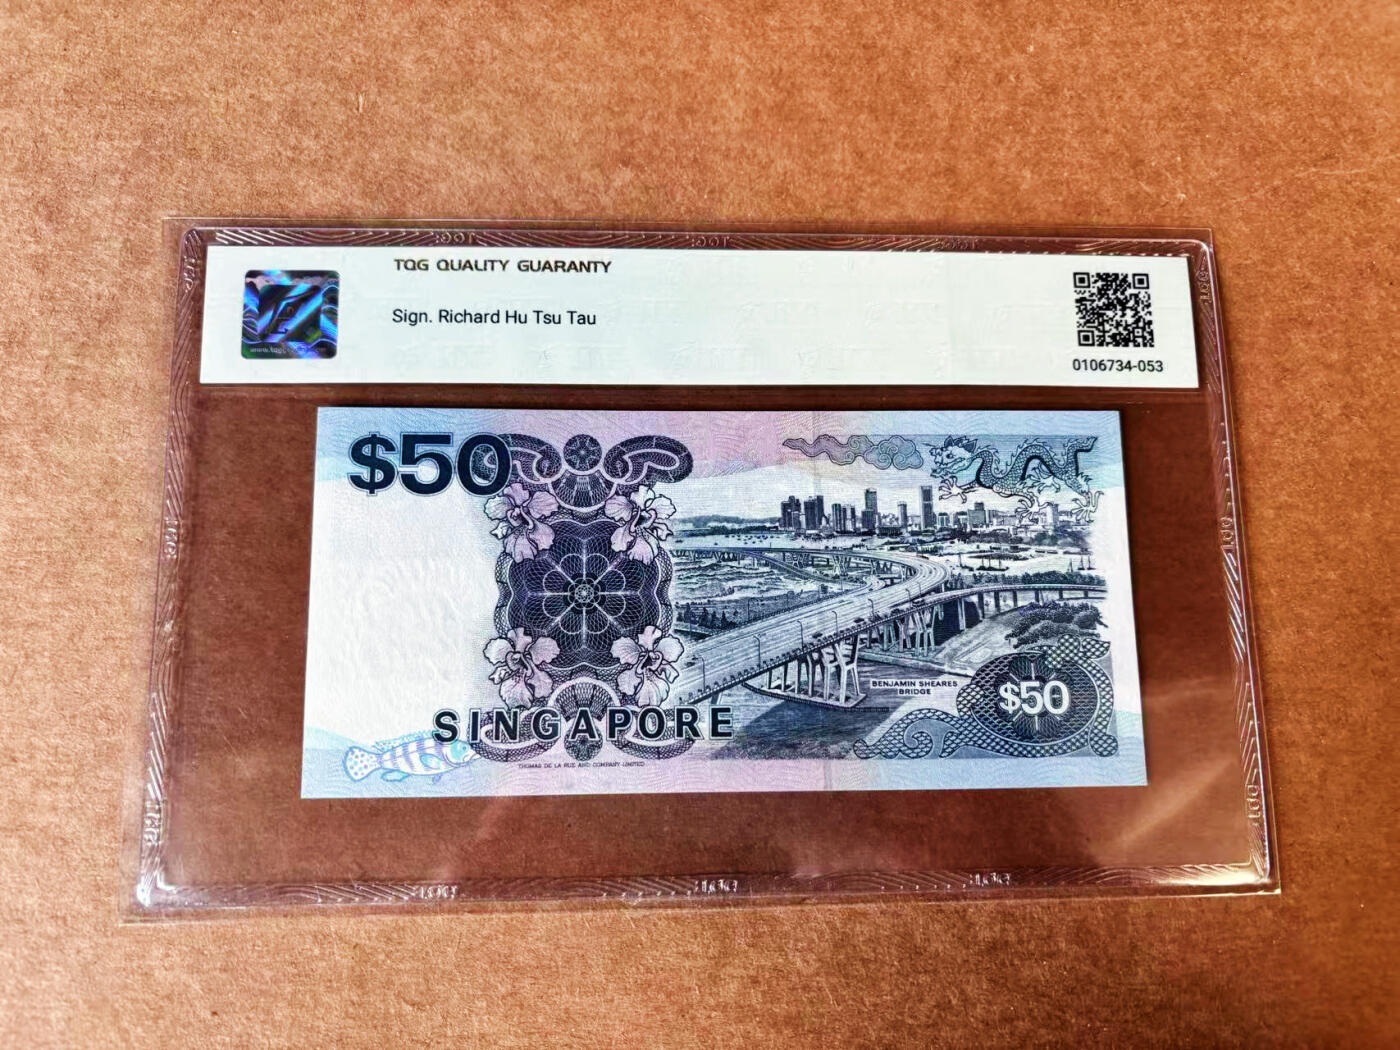 TQG QUALITY GUARANTY
Sign. Richard Hu Tsu Tau
0106734-053
$50
BENJAMIN SHEARES
BRIDGE
$50
SINGAPORE
THOMAS DE LA RUE AND COMPANY LIMITED